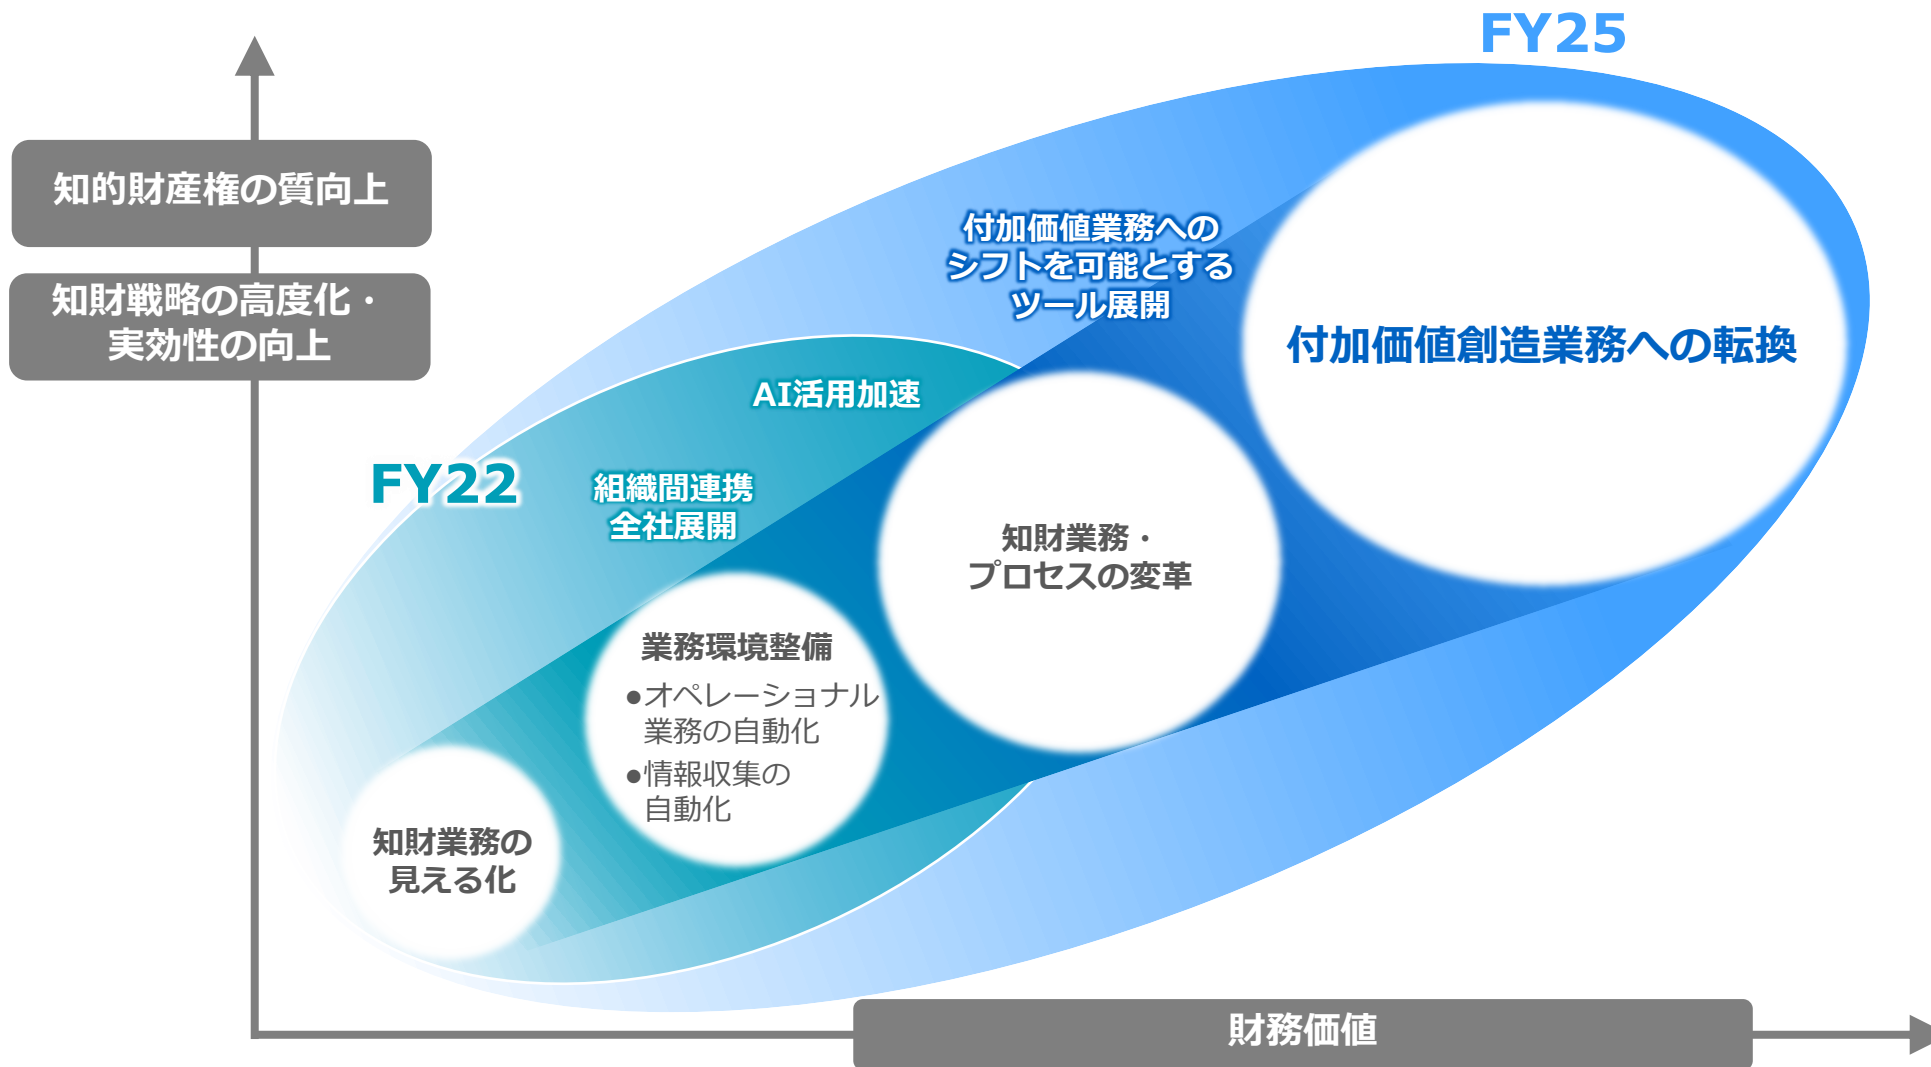 FY25
知的財産権の質向上
知財戦略の高度化・
実効性の向上
付加価値業務への
シフトを可能とする
ツール展開
付加価値創造業務への転換
AI活用加速
FY22
組織間連携
全社展開
知財業務・
プロセスの変革
業務環境整備
●オペレーショナル
業務の自動化
●情報収集の
自動化
知財業務の
見える化
財務価値